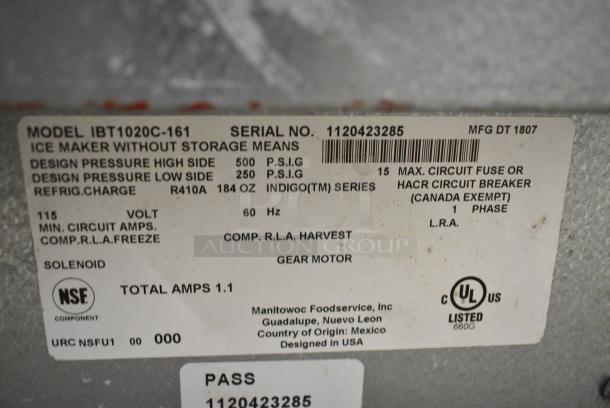 MODEL IBT1020C-161 SERIAL NO. 1120423285 MFG DT 1807
ICE MAKER WITHOUT STORAGE MEANS
DESIGN PRESSURE HIGH SIDE 500 P.S.I.G
DESIGN PRESSURE LOW SIDE 250 P.S.I.G
REFRIG.CHARGE R410A 184 OZ INDIGO(TM) SERIES
15 MAX. CIRCUIT FUSE OR
HACR CIRCUIT BREAKER
(CANADA EXEMPT)
115 VOLT 60 Hz 1 PHASE
MIN. CIRCUIT AMPS. L.R.A.
COMP.R.L.A.FREEZE COMP. R.L.A. HARVEST
SOLENOID GEAR MOTOR
PCI
AUCTION GROUP
NSF
COMPONENT
TOTAL AMPS 1.1
Manitowoc Foodservice, Inc
Guadalupe, Nuevo Leon
Country of Origin: Mexico
Designed in USA
C UL US
LISTED
660G
URC NSFU1 00 000
PASS
1120423285